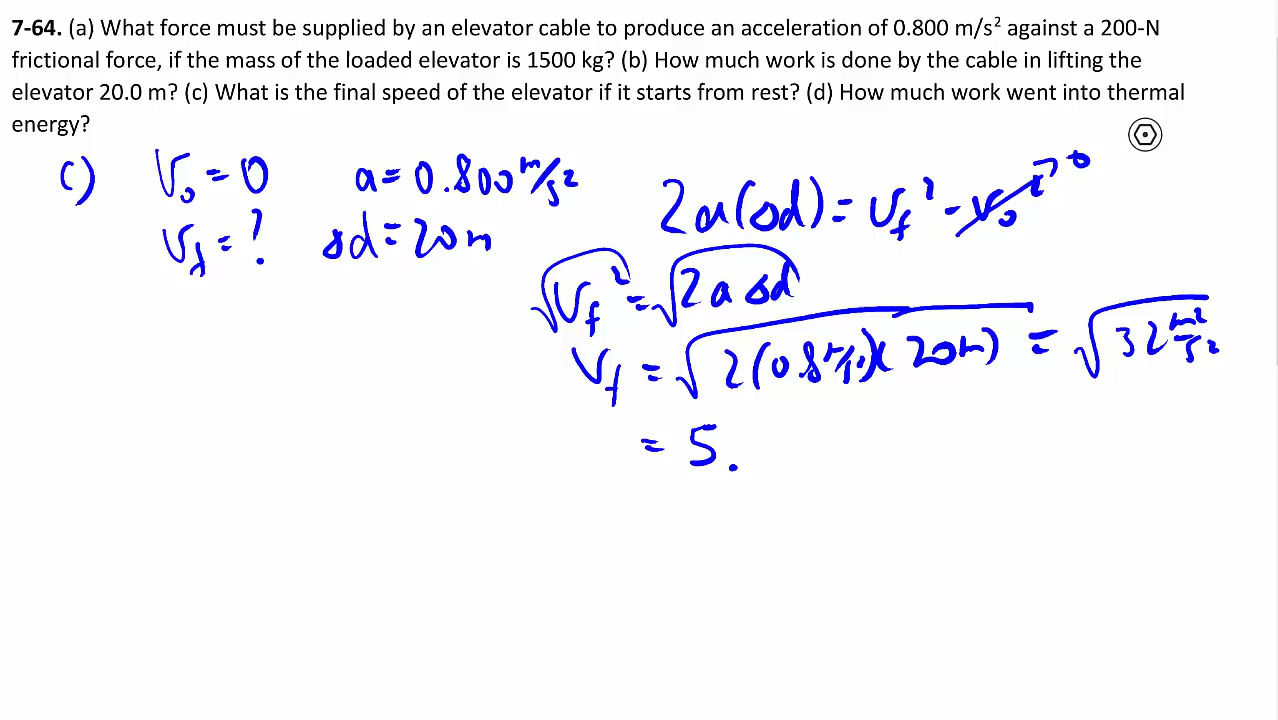 7-64. (a) What force must be supplied by an elevator cable to produce an acceleration of 0.800 m/s² against a 200-N
frictional force, if the mass of the loaded elevator is 1500 kg? (b) How much work is done by the cable in lifting the
elevator 20.0 m? (c) What is the final speed of the elevator if it starts from rest? (d) How much work went into thermal
energy?
c) V₀ = 0 a = 0.800 m/s² 2a(Δd) = V_f² - V₀² 0
V_f = ? Δd = 20m
√V_f² = √2aΔd
V_f = √2(0.8 m/s²)(20m) = √32 m²/s²
= 5.